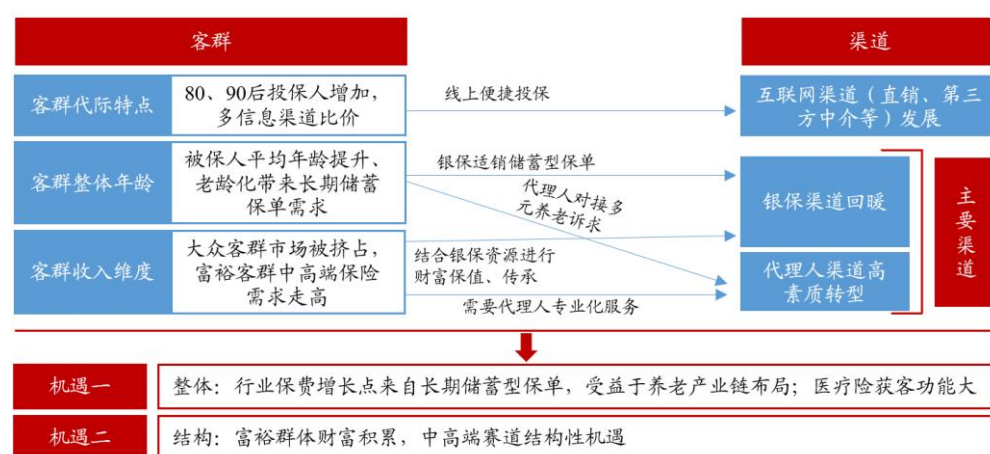 客群
渠道
客群代际特点
80、90后投保人增加，
多信息渠道比价
线上便捷投保
互联网渠道（直销、第三
方中介等）发展
客群整体年龄
被保人平均年龄提升、
老龄化带来长期储蓄
保单需求
银保适销储蓄型保单
代理人对接多
元养老诉求
银保渠道回暖
客群收入维度
大众客群市场被挤占，
富裕客群中高端保险
需求走高
结合银保资源进行
财富保值、传承
需要代理人专业化服务
代理人渠道高
素质转型
主
要
渠
道
机遇一
整体：行业保费增长点来自长期储蓄型保单，受益于养老产业链布局；医疗险获客功能大
机遇二
结构：富裕群体财富积累，中高端赛道结构性机遇